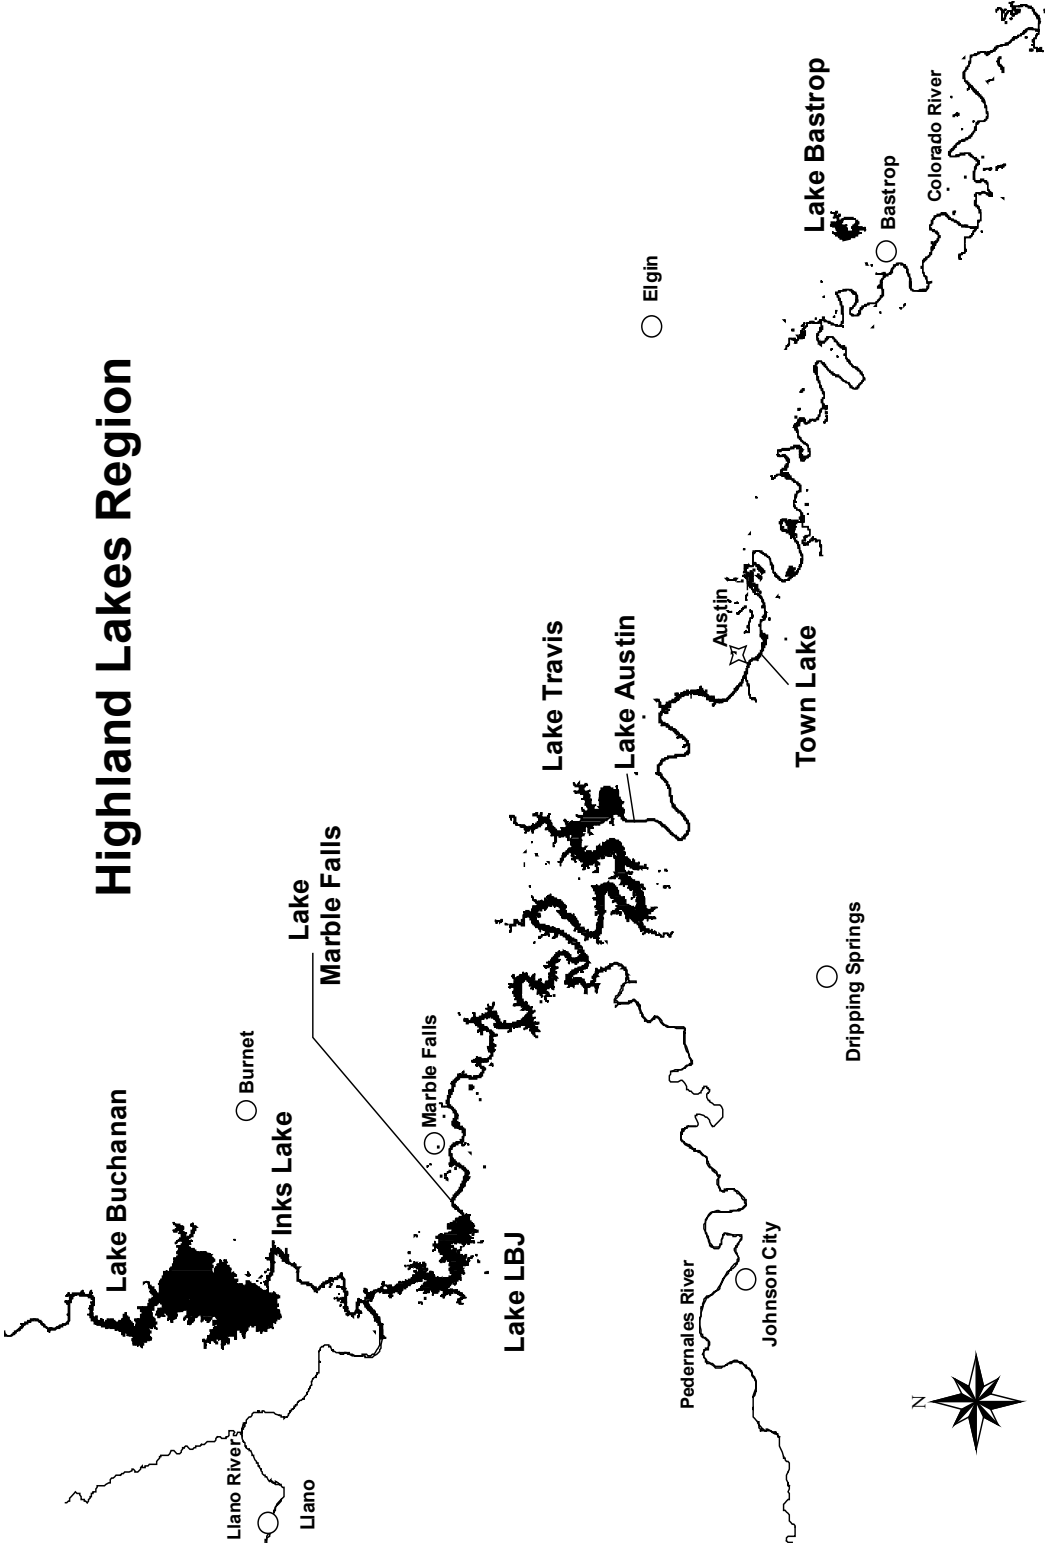 Highland Lakes Region
Lake Buchanan
Burnet
Inks Lake
Llano River
Llano
Lake
Marble Falls
Marble Falls
Lake LBJ
Lake Travis
Lake Austin
Elgin
Austin
Town Lake
Pedernales River
Johnson City
Dripping Springs
Lake Bastrop
Bastrop
Colorado River
N